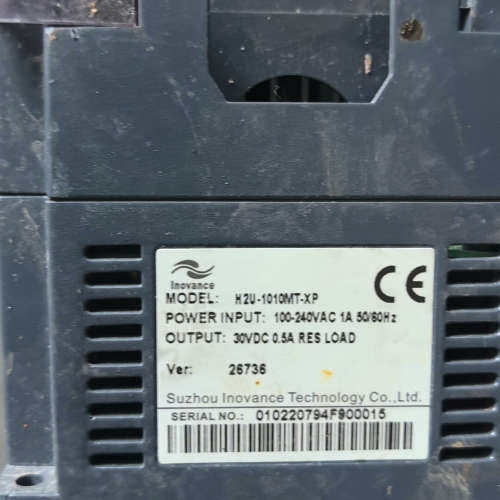 Inovance
CE
MODEL: H2U-1010MT-XP
POWER INPUT: 100-240VAC 1A 50/60Hz
OUTPUT: 30VDC 0.5A RES LOAD
Ver: 26736
Suzhou Inovance Technology Co.,Ltd.
SERIAL NO.: 010220794F900015